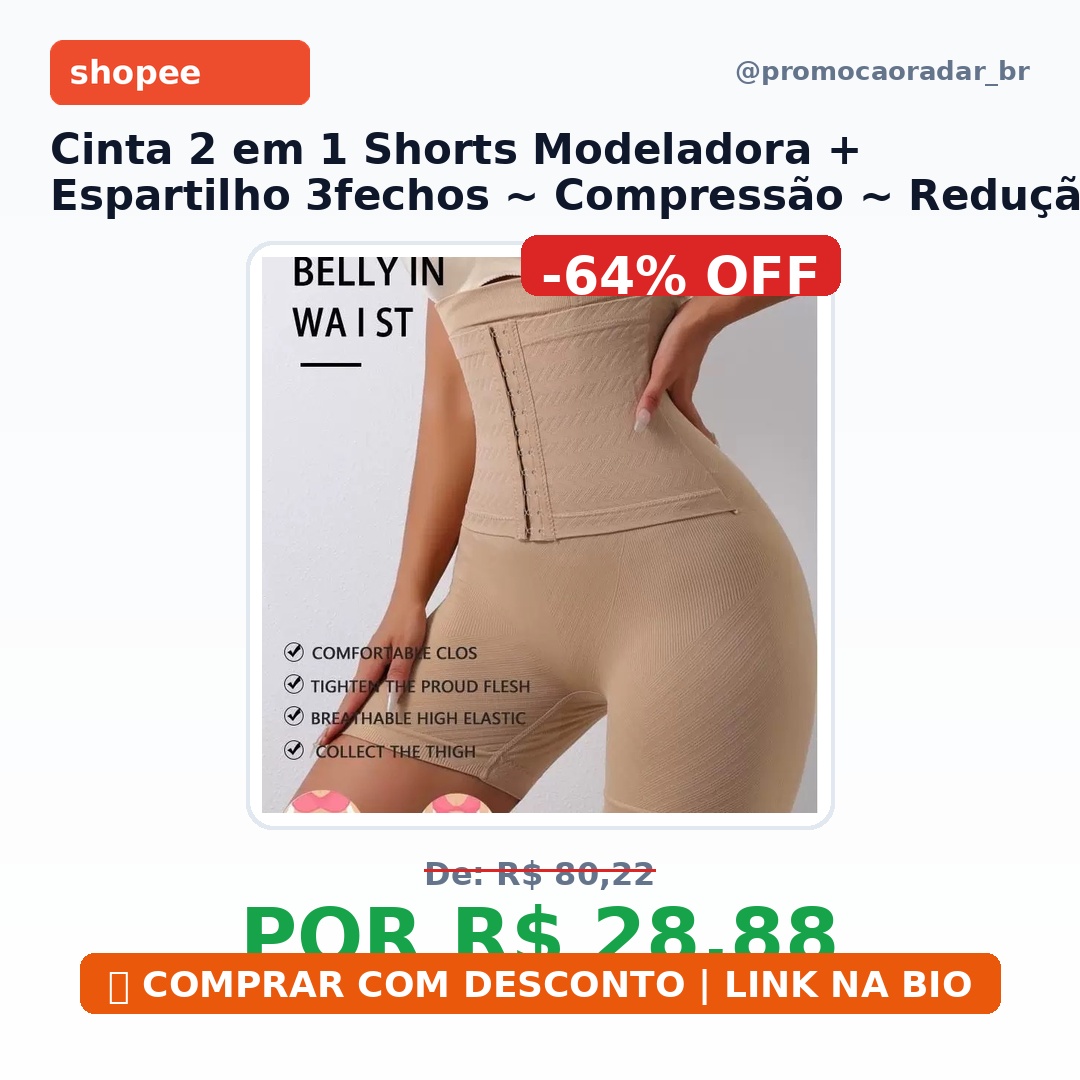 shopee
@promocaoradar_br
Cinta 2 em 1 Shorts Modeladora +
Espartilho 3fechos ~ Compressão ~ Reduçã
-64% OFF
BELLY IN
WAIST
COMFORTABLE CLOS
TIGHTEN THE PROUD FLESH
BREATHABLE HIGH ELASTIC
COLLECT THE THIGH
De: R$ 80,22
POR R$ 28,88
COMPRAR COM DESCONTO | LINK NA BIO